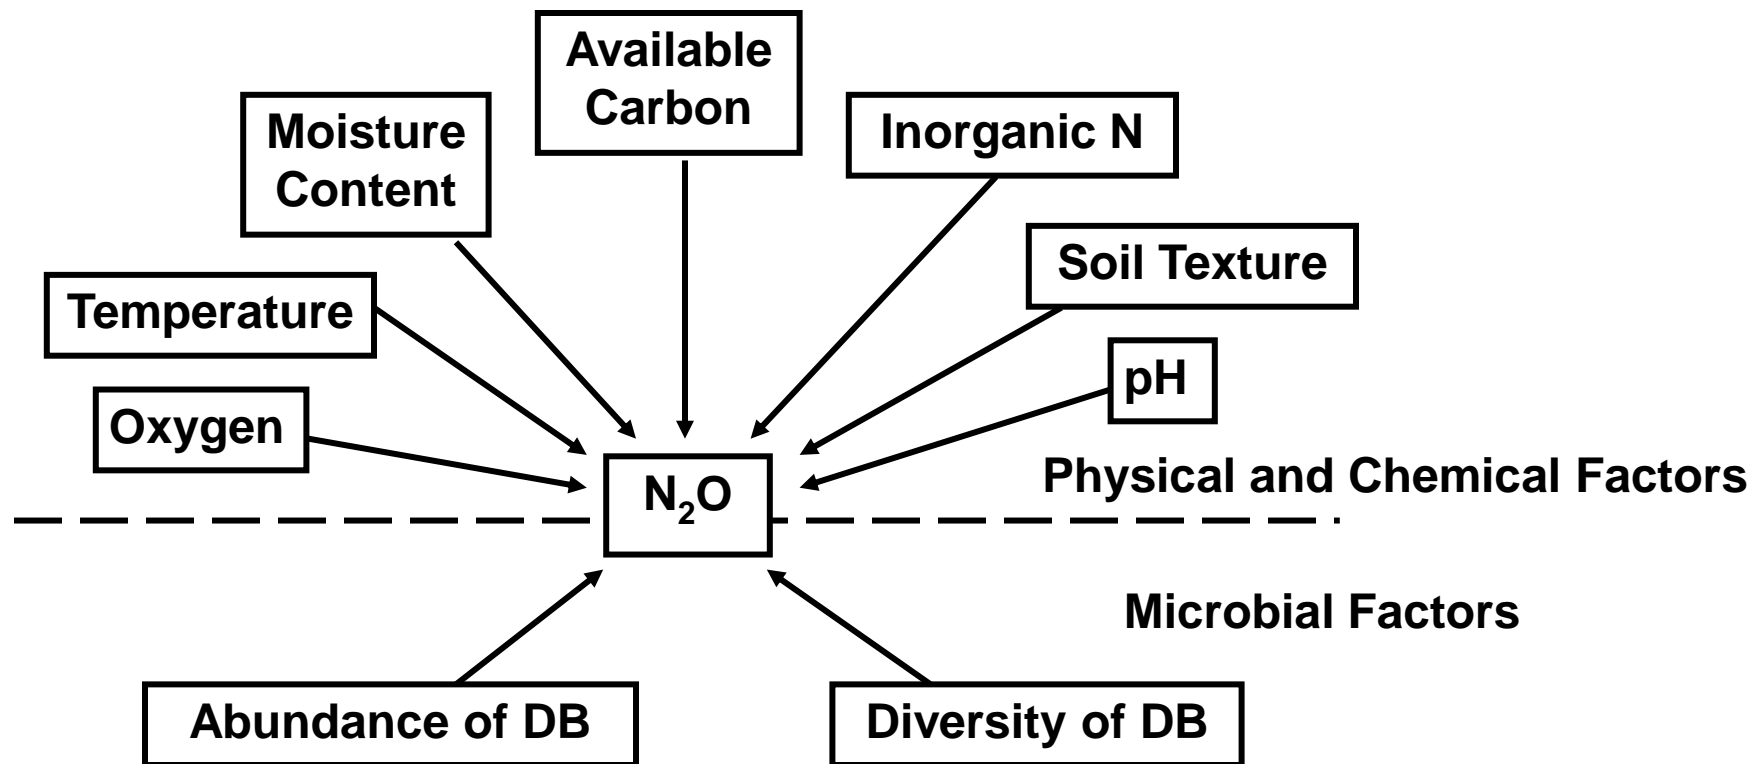 Available
Carbon
Moisture
Content
Inorganic N
Soil Texture
Temperature
pH
Oxygen
Physical and Chemical Factors
N₂O
Microbial Factors
Abundance of DB
Diversity of DB